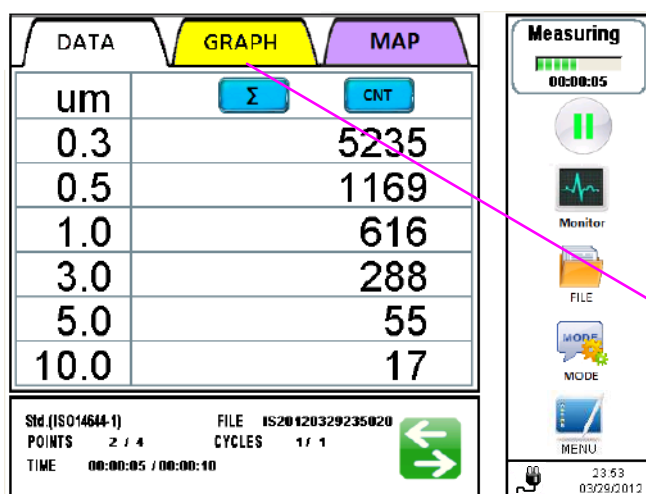 DATA GRAPH MAP
um Σ CNT
0.3 5235
0.5 1169
1.0 616
3.0 288
5.0 55
10.0 17
Std.(ISO14644-1) FILE IS20120329235020
POINTS 2 / 4 CYCLES 1 / 1
TIME 00:00:05 / 00:00:10
Measuring
00:00:05
Monitor
FILE
MODE
MODE
MENU
23.53
03/29/2012